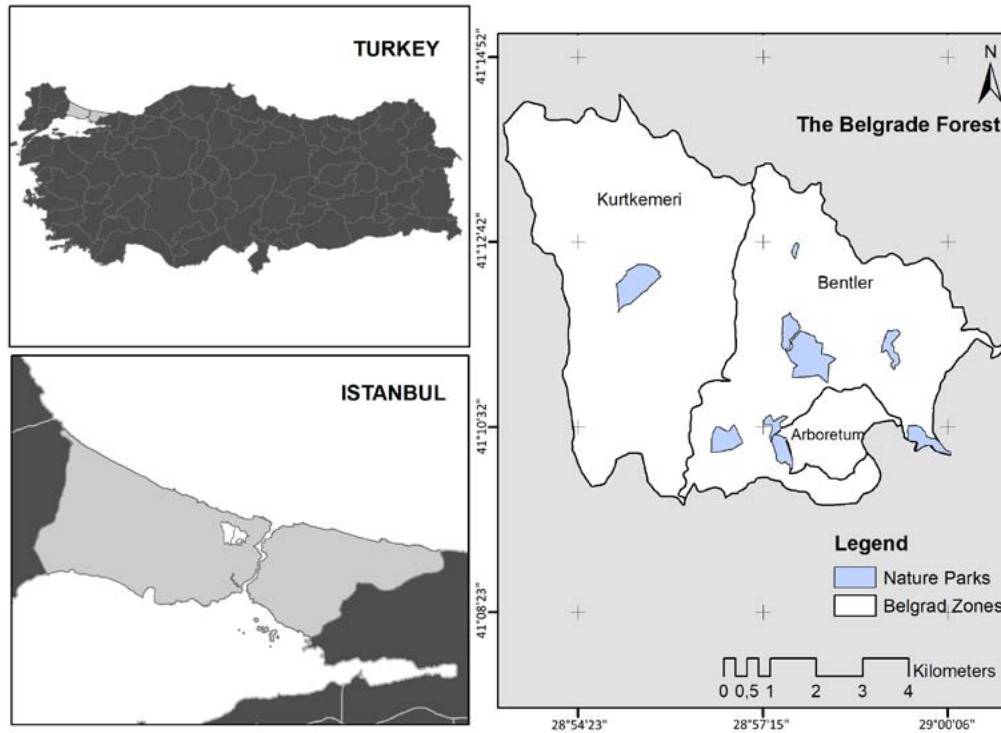 TURKEY
ISTANBUL
N
The Belgrade Forest
Kurtkemeri
Bentler
Arboretum
Legend
Nature Parks
Belgrad Zones
Kilometers
0 0,5 1 2 3 4
41°14'52"
41°12'42"
41°10'32"
41°08'23"
28°54'23"
28°57'15"
29°00'06"